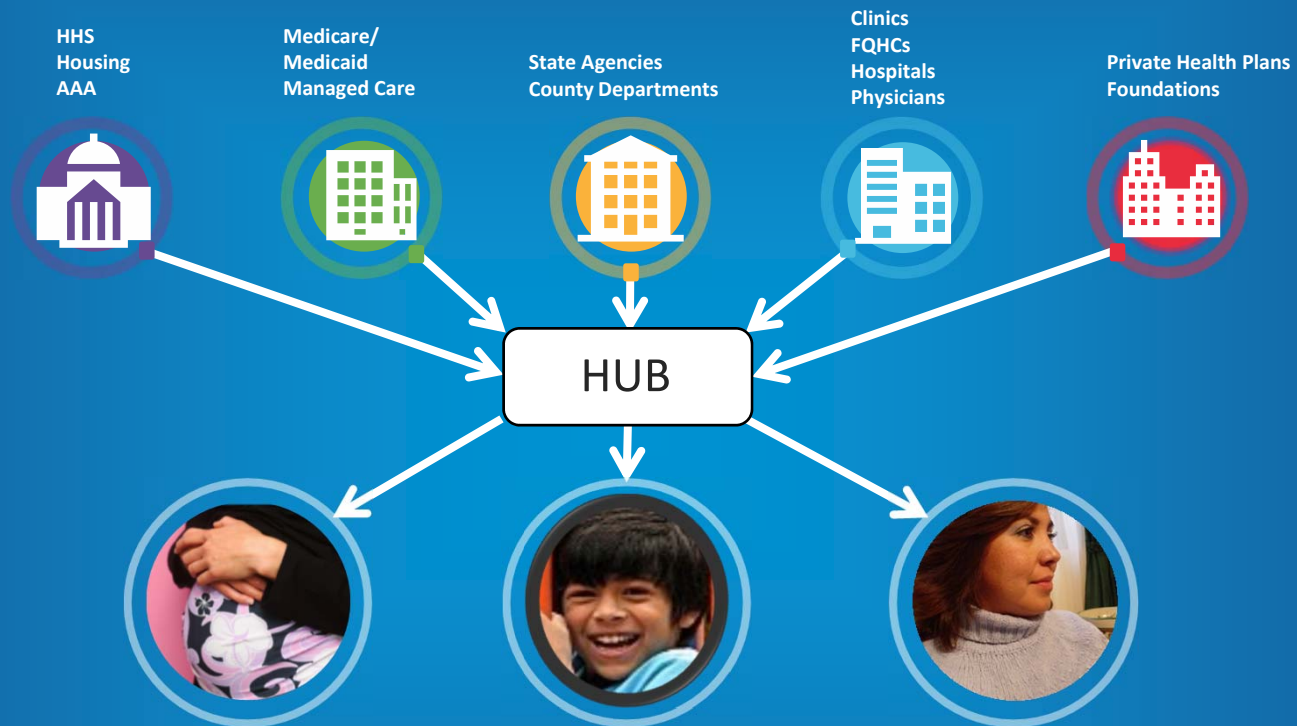 HHS
Housing
AAA
Medicare/
Medicaid
Managed Care
State Agencies
County Departments
Clinics
FQHCs
Hospitals
Physicians
Private Health Plans
Foundations
HUB